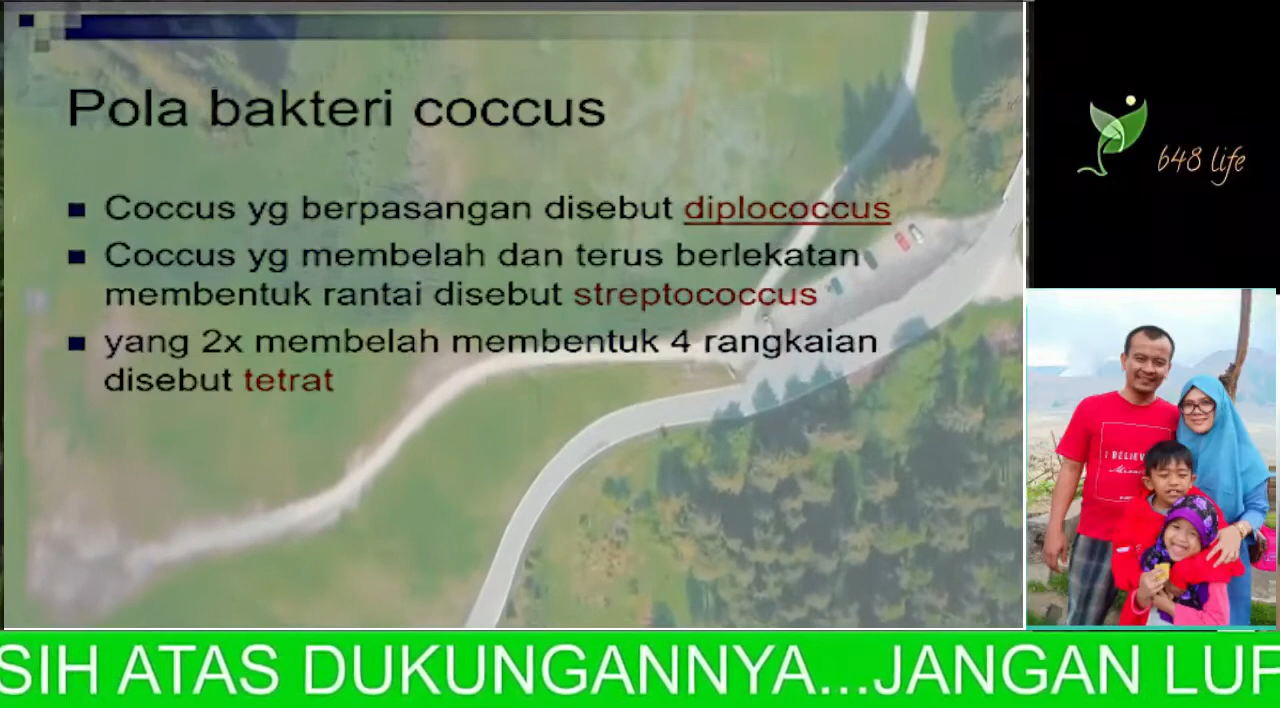 Pola bakteri coccus
Coccus yg berpasangan disebut diplococcus
Coccus yg membelah dan terus berlekatan
membentuk rantai disebut streptococcus
yang 2x membelah membentuk 4 rangkaian
disebut tetrat
648 life
I BELIEV
SIH ATAS DUKUNGANNYA...JANGAN LUP